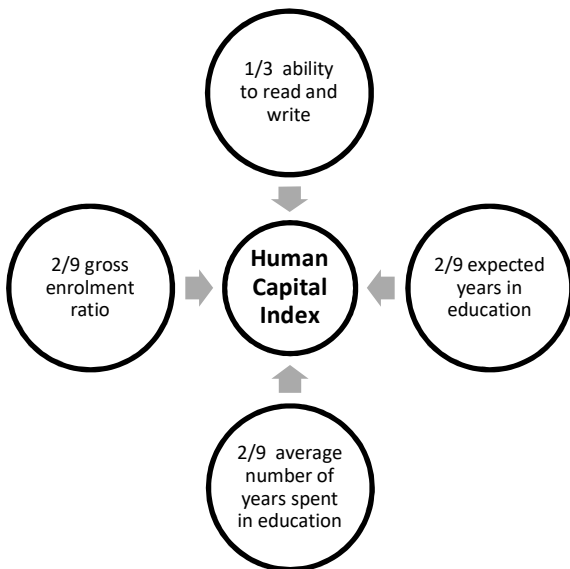 1/3 ability
to read and
write
2/9 gross
enrolment
ratio
Human
Capital
Index
2/9 expected
years in
education
2/9 average
number of
years spent
in education